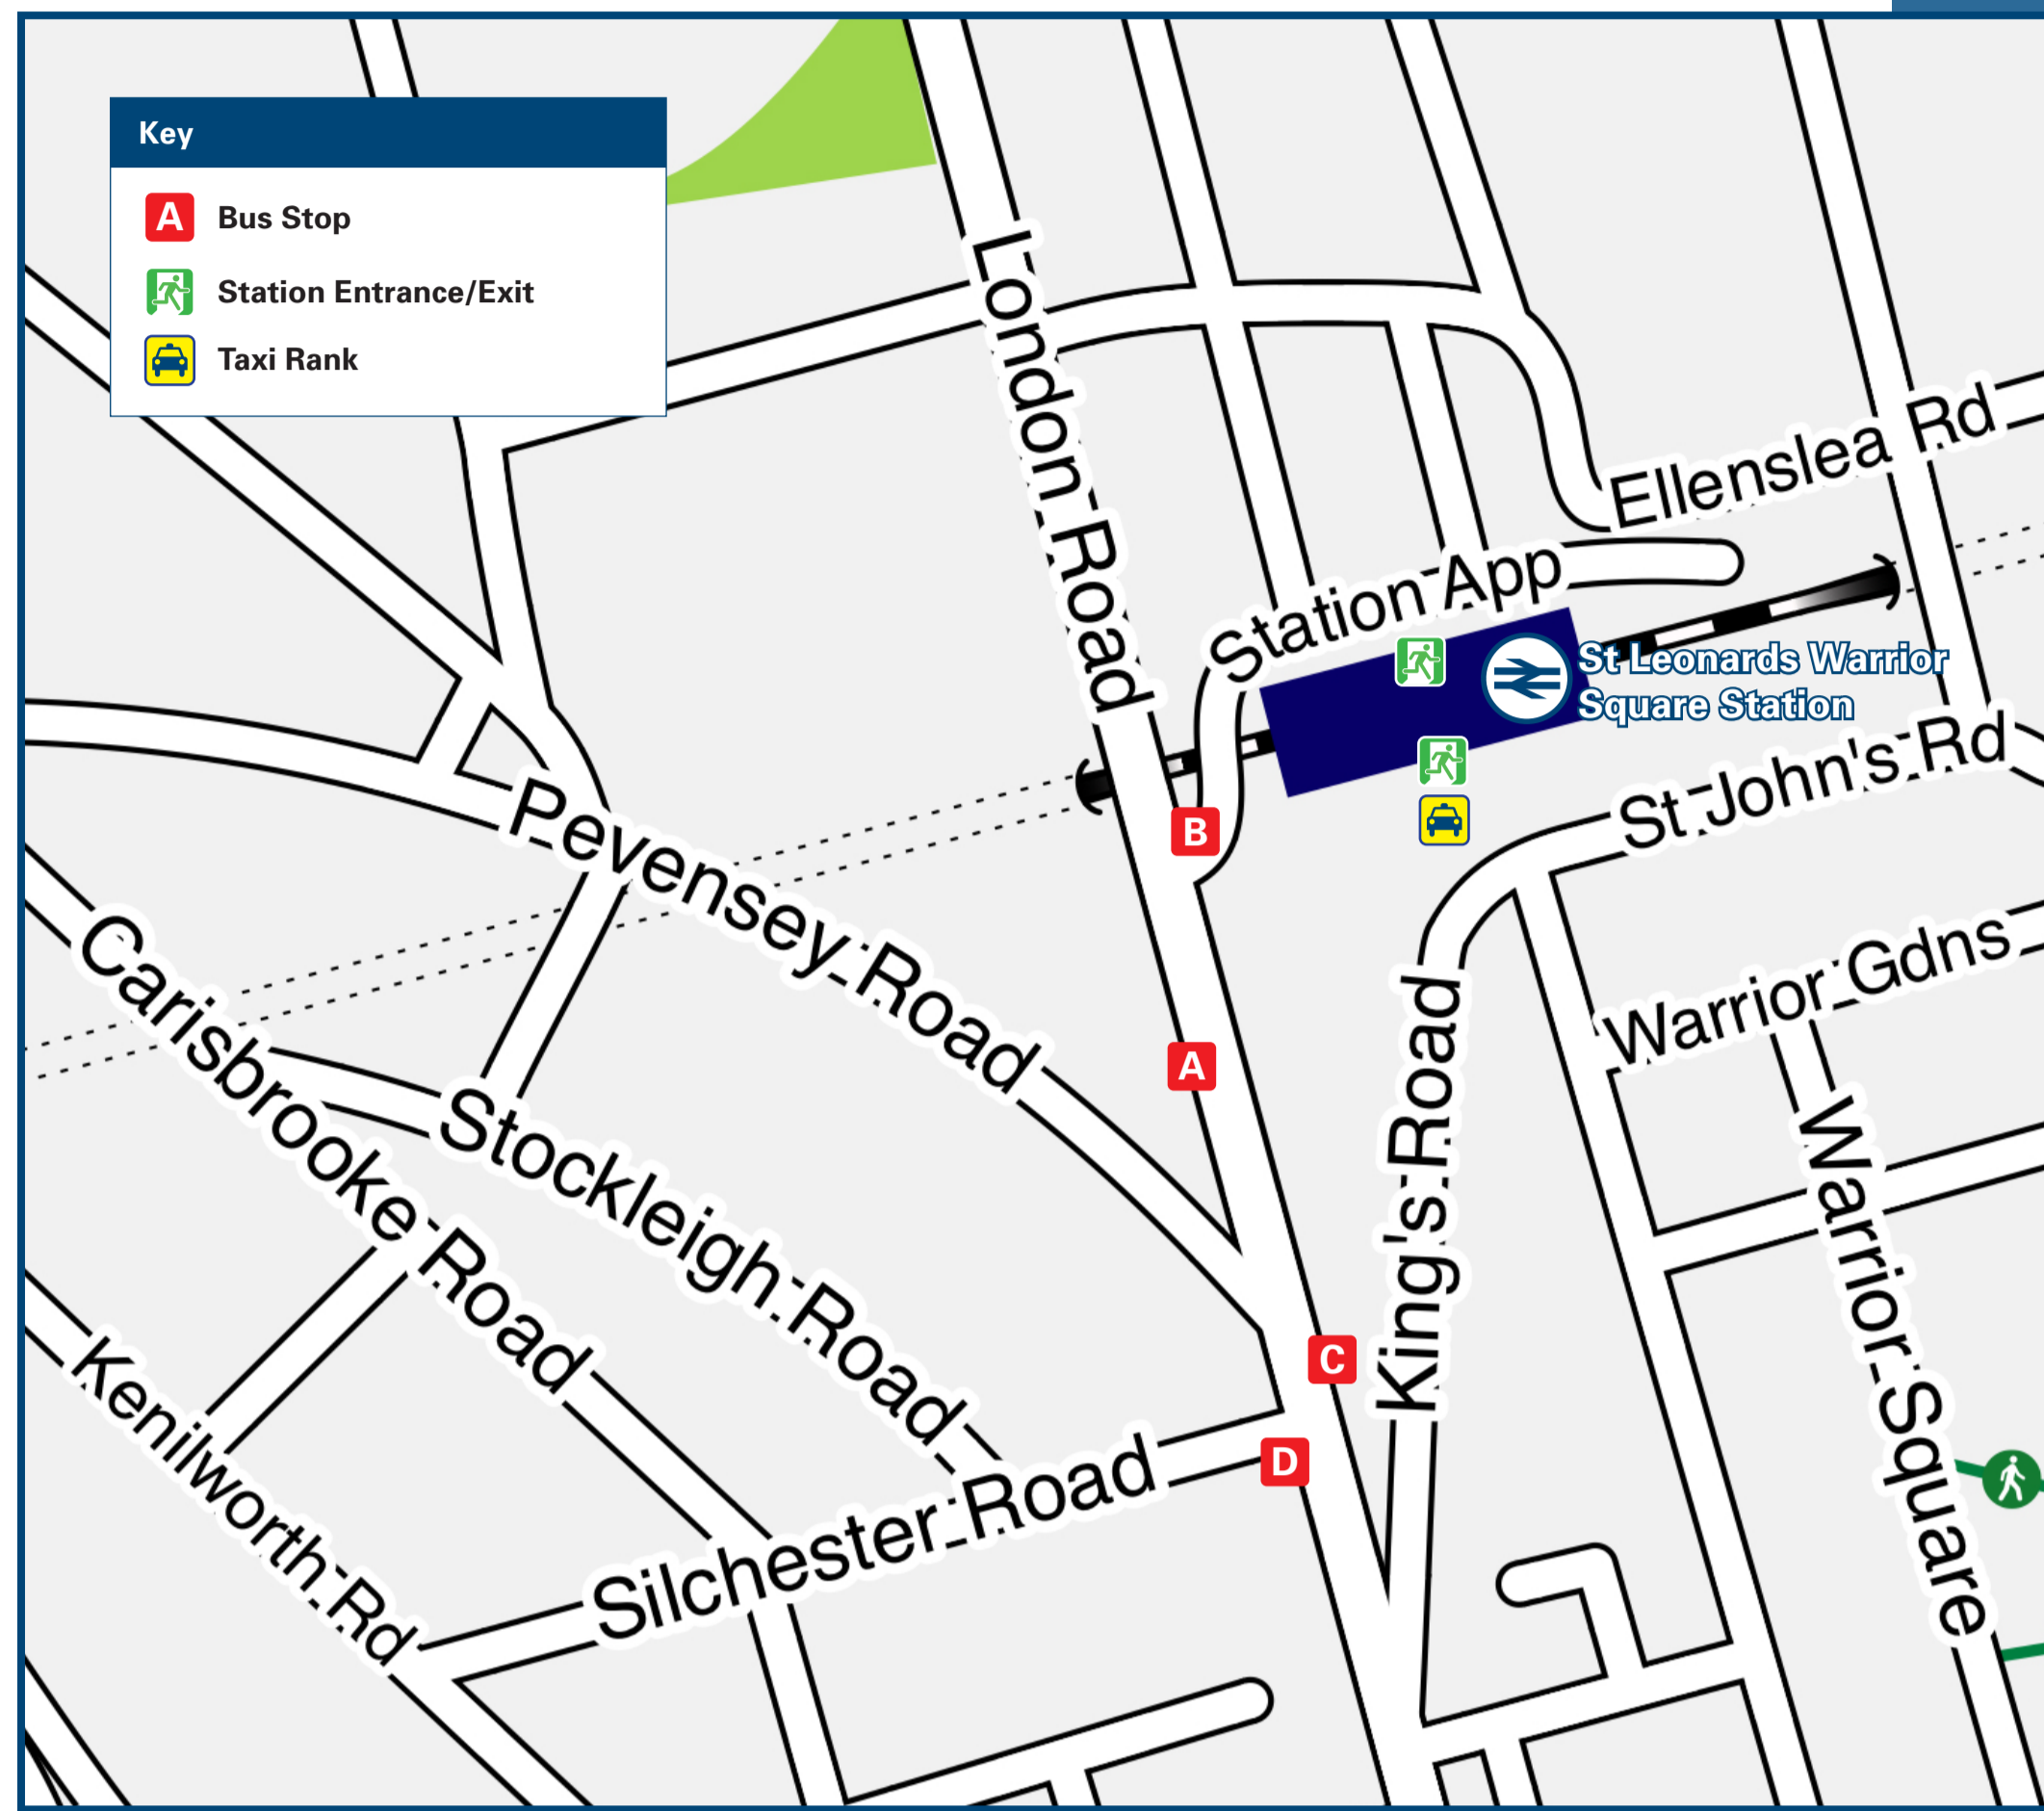 Key
A Bus Stop
Station Entrance/Exit
Taxi Rank
London Road
Ellenslea Rd
Station App
St Leonards Warrior
Square Station
St John's Rd
B
Pevensey Road
Carisbrooke Road
Warrior Gdns
King's Road
A
Stockleigh Road
Warrior Square
C
D
Kenilworth Rd
Silchester Road